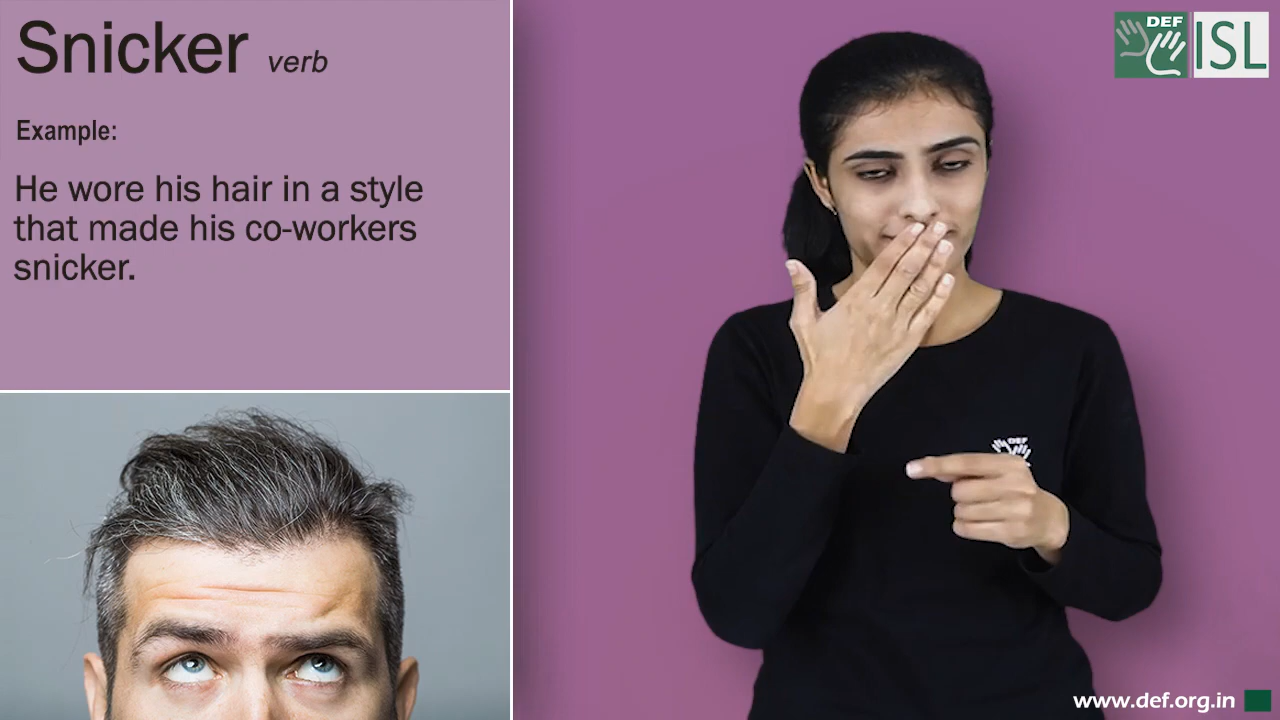 Snicker verb
Example:
He wore his hair in a style
that made his co-workers
snicker.
DEF
ISL
DEF
www.def.org.in